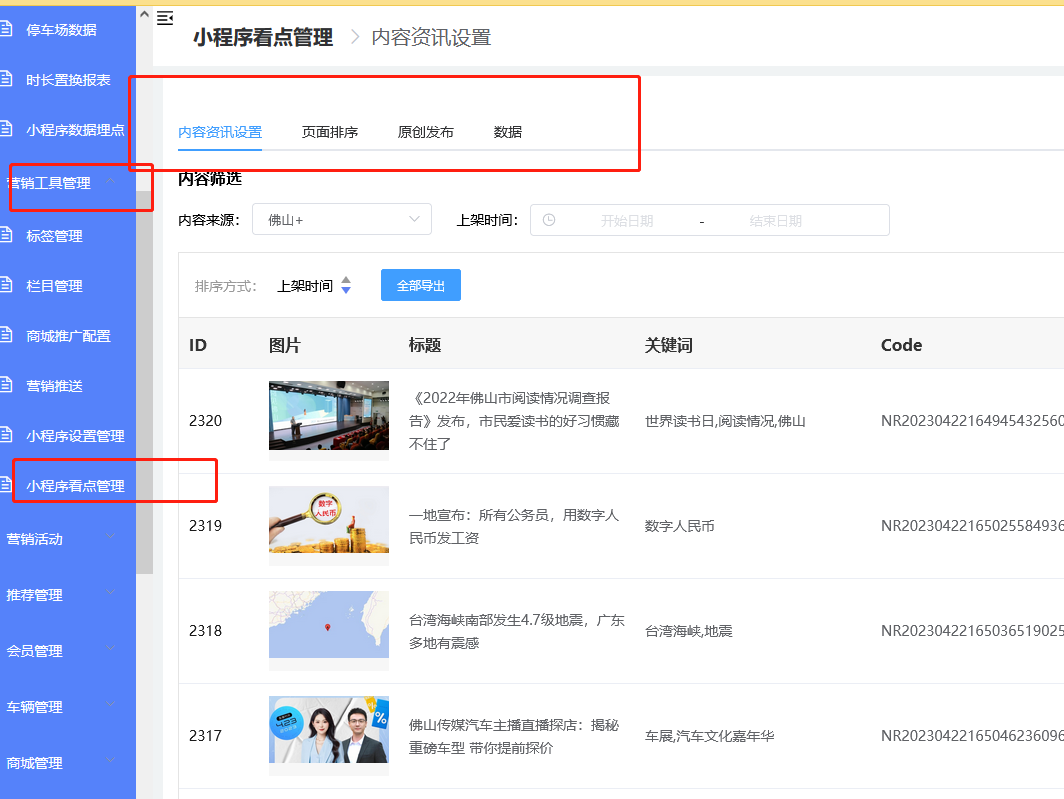 停车场数据
时长置换报表
小程序数据埋点
营销工具管理
标签管理
栏目管理
商城推广配置
营销推送
小程序设置管理
小程序看点管理
营销活动
推荐管理
会员管理
车辆管理
商城管理
小程序看点管理 > 内容资讯设置
内容资讯设置 页面排序 原创发布 数据
内容筛选
内容来源: 佛山+ 上架时间: 开始日期 - 结束日期
排序方式: 上架时间 全部导出
ID 图片 标题 关键词 Code
2320
《2022年佛山市阅读情况调查报
告》发布，市民爱读书的好习惯藏
不住了
世界读书日,阅读情况,佛山
NR2023042216494543256
2319
数字
人民币
一地宣布：所有公务员，用数字人
民币发工资
数字人民币
NR20230422165025584936
2318
台湾海峡南部发生4.7级地震，广东
多地有震感
台湾海峡,地震
NR20230422165036519025
2317
423
%
佛山传媒汽车主播直播探店：揭秘
重磅车型 带你提前探价
车展,汽车文化嘉年华
NR20230422165046236096